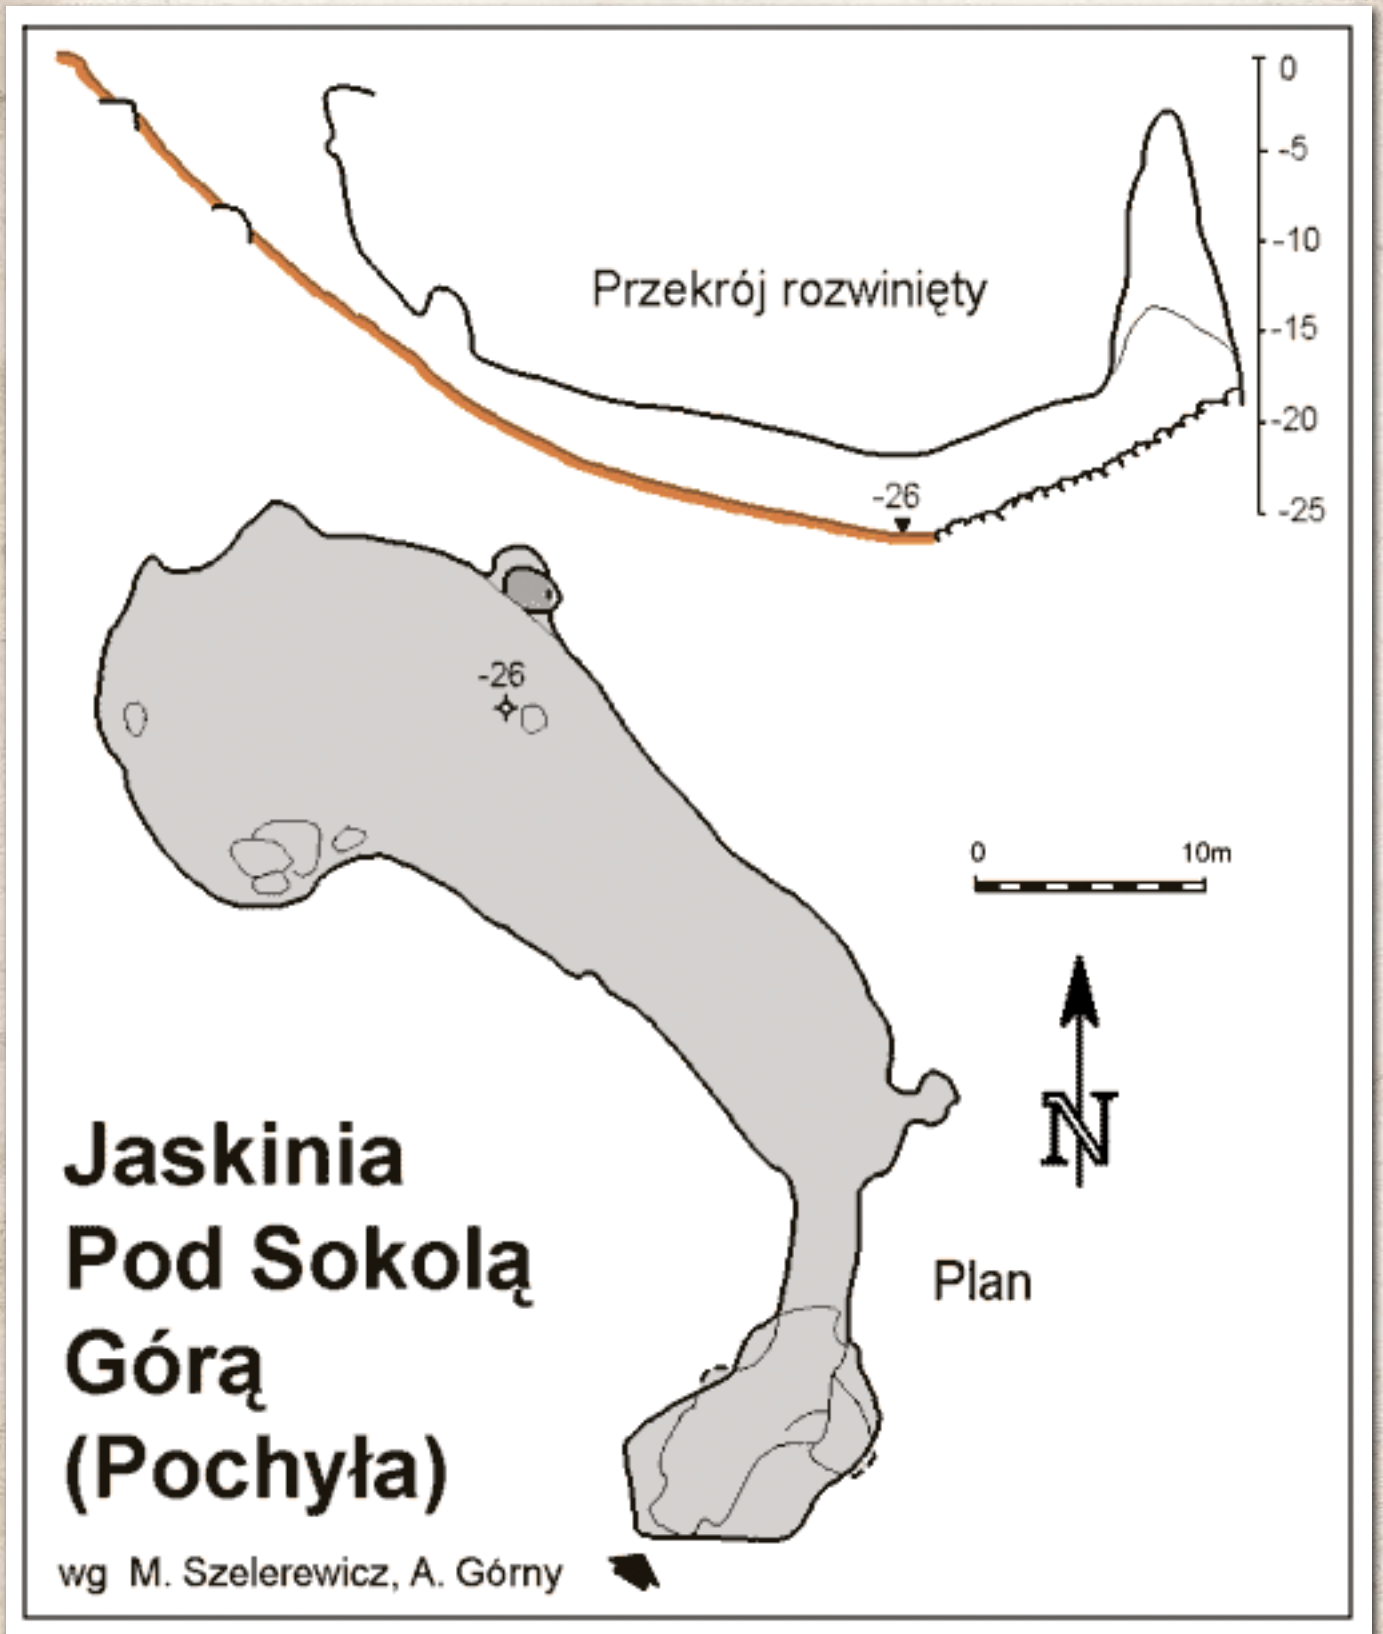 0
-5
-10
Przekrój rozwinięty
-15
-20
-26
-25
-26
0 10m
N
Jaskinia
Pod Sokolą
Górą
(Pochyła)
Plan
wg M. Szelerewicz, A. Górny